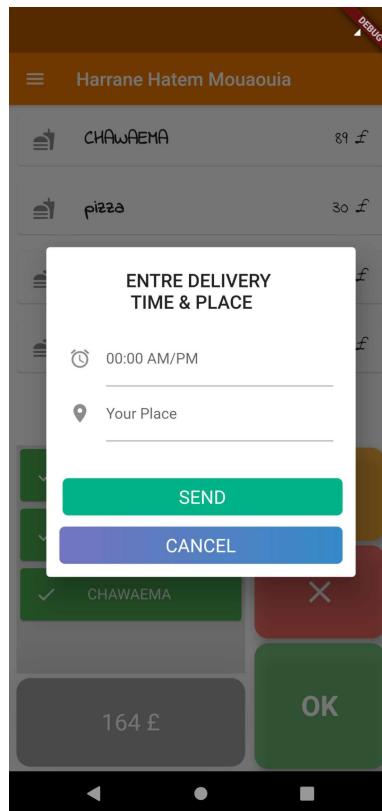 DEBUG
Harrane Hatem Mouaouia
CHAWAEMA 89 £
pizza 30 £
£
£
ENTRE DELIVERY
TIME & PLACE
00:00 AM/PM
Your Place
SEND
CANCEL
CHAWAEMA
164 £
OK